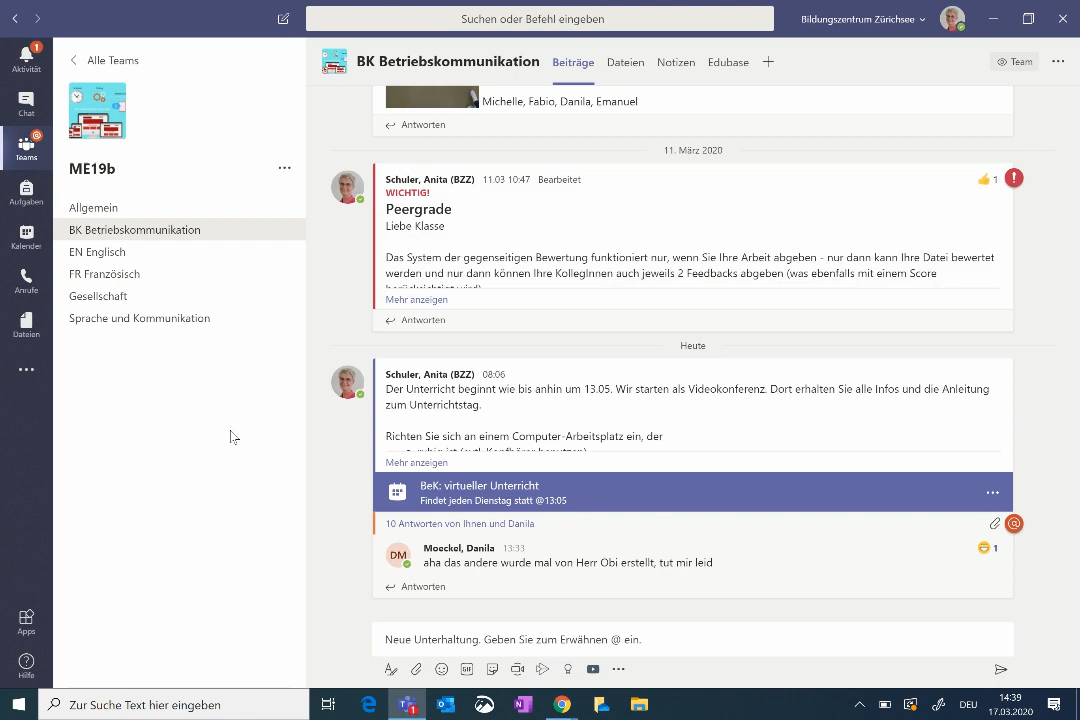 Suchen oder Befehl eingeben
Bildungszentrum Zürichsee
1
Aktivität
Chat
Teams
Aufgaben
Kalender
Anrufe
Dateien
Apps
Hilfe
Alle Teams
ME19b
Allgemein
BK Betriebskommunikation
EN Englisch
FR Französisch
Gesellschaft
Sprache und Kommunikation
BK Betriebskommunikation
Beiträge
Dateien
Notizen
Edubase
Team
Michelle, Fabio, Danila, Emanuel
Antworten
11. März 2020
Schuler, Anita (BZZ) 11.03 10:47 Bearbeitet
1
WICHTIG!
Peergrade
Liebe Klasse
Das System der gegenseitigen Bewertung funktioniert nur, wenn Sie Ihre Arbeit abgeben - nur dann kann Ihre Datei bewertet
werden und nur dann können Ihre KollegInnen auch jeweils 2 Feedbacks abgeben (was ebenfalls mit einem Score
Mehr anzeigen
Antworten
Heute
Schuler, Anita (BZZ) 08:06
Der Unterricht beginnt wie bis anhin um 13.05. Wir starten als Videokonferenz. Dort erhalten Sie alle Infos und die Anleitung
zum Unterrichtstag.
Richten Sie sich an einem Computer-Arbeitsplatz ein, der
Mehr anzeigen
BeK: virtueller Unterricht
Findet jeden Dienstag statt @13:05
10 Antworten von Ihnen und Danila
DM
Moeckel, Danila 13:33
1
aha das andere wurde mal von Herr Obi erstellt, tut mir leid
Antworten
Neue Unterhaltung. Geben Sie zum Erwähnen @ ein.
GIF
Zur Suche Text hier eingeben
1
DEU
14:39
17.03.2020